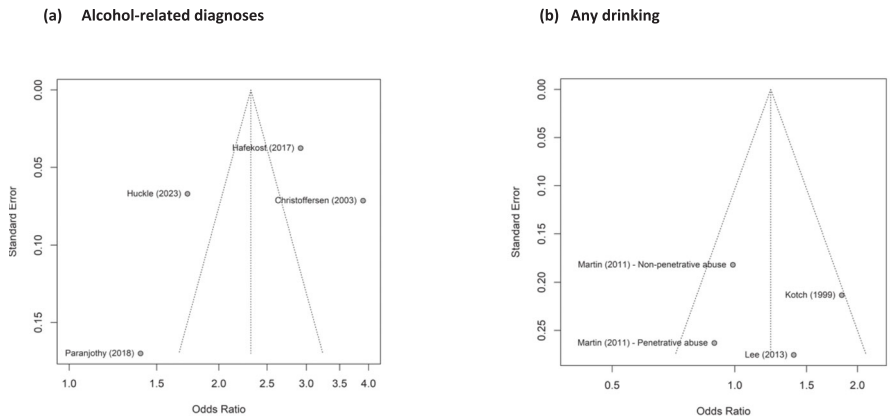 (a) Alcohol-related diagnoses
Standard Error
0.00
0.05
0.10
0.15
Hafekost (2017)
Huckle (2023)
Christoffersen (2003)
Paranjothy (2018)
1.0 1.5 2.0 2.5 3.0 3.5 4.0
Odds Ratio
(b) Any drinking
Standard Error
0.00
0.05
0.10
0.15
0.20
0.25
Martin (2011) - Non-penetrative abuse
Kotch (1999)
Martin (2011) - Penetrative abuse
Lee (2013)
0.5 1.0 1.5 2.0
Odds Ratio